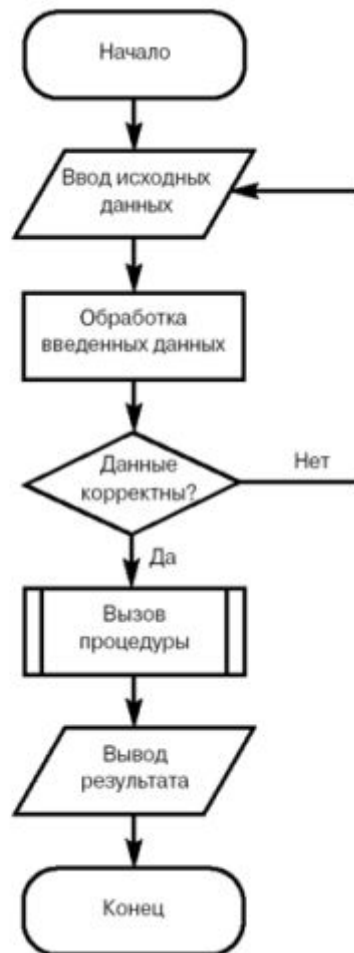 Начало
Ввод исходных
данных
Обработка
введенных данных
Данные
корректны?
Нет
Да
Вызов
процедуры
Вывод
результата
Конец